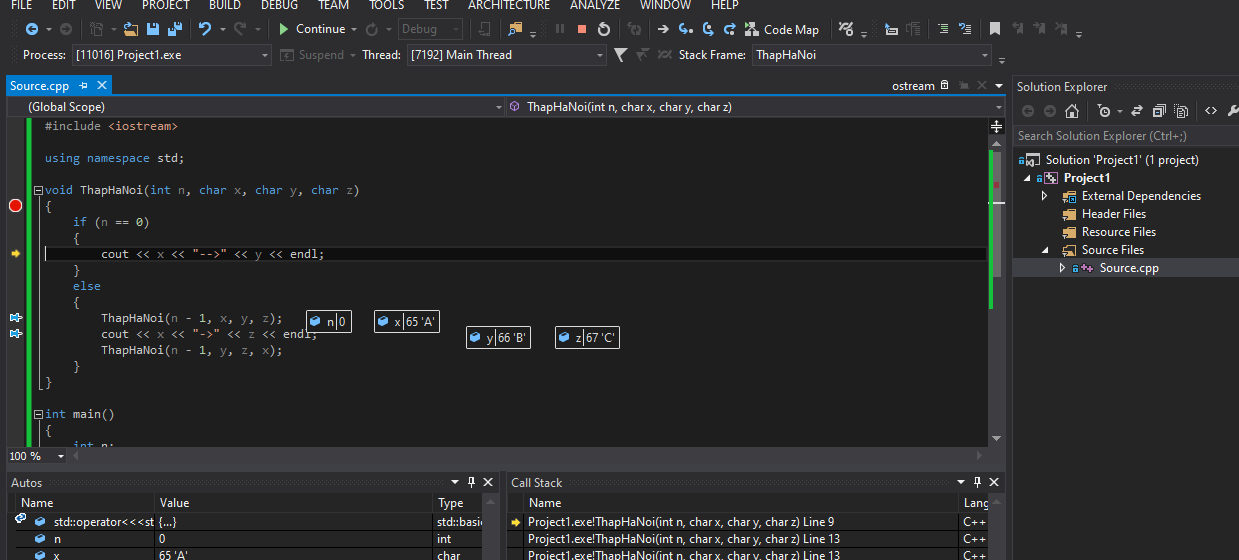 FILE EDIT VIEW PROJECT BUILD DEBUG TEAM TOOLS TEST ARCHITECTURE ANALYZE WINDOW HELP
Continue Debug Code Map
Process: [11016] Project1.exe Suspend Thread: [7192] Main Thread Stack Frame: ThapHaNoi
Source.cpp ostream
(Global Scope) ThapHaNoi(int n, char x, char y, char z)
#include <iostream>
using namespace std;
void ThapHaNoi(int n, char x, char y, char z)
{
if (n == 0)
{
cout << x << "-->" << y << endl;
}
else
{
ThapHaNoi(n - 1, x, y, z); n 0 x 65 'A'
cout << x << "->" << z << endl; y 66 'B' z 67 'C'
ThapHaNoi(n - 1, y, z, x);
}
}
int main()
{
int n;
100 %
Solution Explorer
Search Solution Explorer (Ctrl+;)
Solution 'Project1' (1 project)
Project1
External Dependencies
Header Files
Resource Files
Source Files
Source.cpp
Autos
Name Value Type
std::operator<<<st {...} std::basi
n 0 int
x 65 'A' char
Call Stack
Name Lang
Project1.exe!ThapHaNoi(int n, char x, char y, char z) Line 9 C++
Project1.exe!ThapHaNoi(int n, char x, char y, char z) Line 13 C++
Project1.exe!ThapHaNoi(int n, char x, char y, char z) Line 13 C++